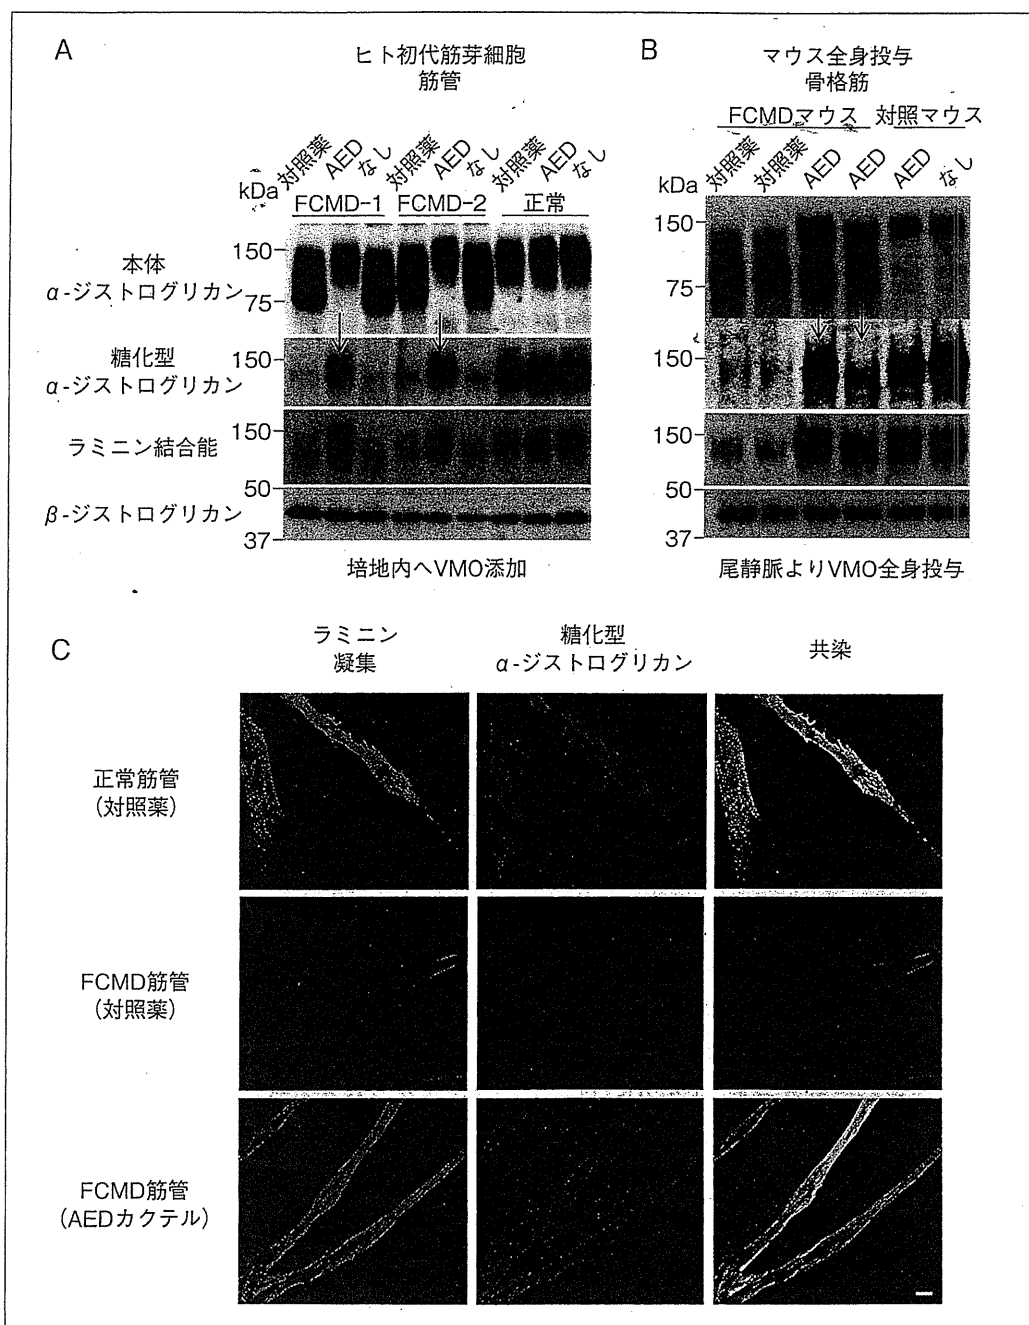 A
ヒト初代筋芽細胞
筋管
対照薬 AED なし 対照薬 AED なし 対照薬 AED なし
kDa
FCMD-1 FCMD-2 正常
本体
α-ジストログリカン
150
75
糖化型
α-ジストログリカン
150
ラミニン結合能
150
β-ジストログリカン
50
37
培地内へVMO添加
B
マウス全身投与
骨格筋
FCMDマウス 対照マウス
対照薬 対照薬 AED AED AED なし
kDa
150
75
150
150
50
37
尾静脈よりVMO全身投与
C
ラミニン
凝集
糖化型
α-ジストログリカン
共染
正常筋管
(対照薬)
FCMD筋管
(対照薬)
FCMD筋管
(AEDカクテル)